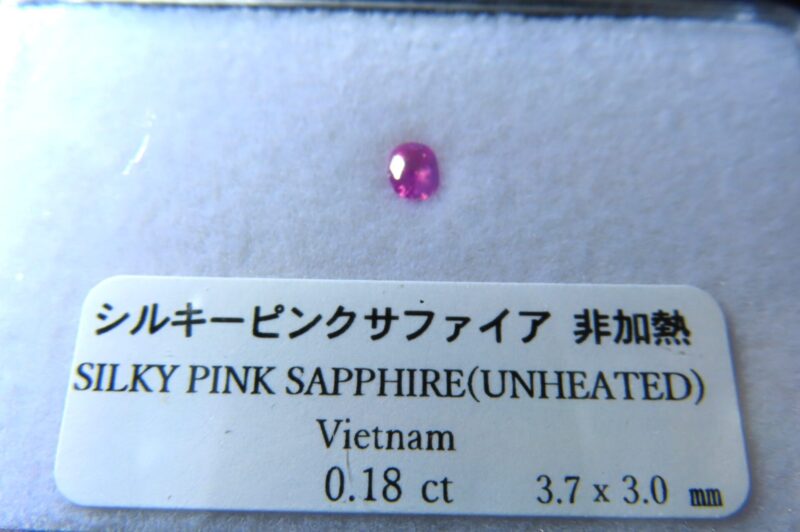 シルキーピンクサファイア 非加熱
SILKY PINK SAPPHIRE(UNHEATED)
Vietnam
0.18 ct 3.7 x 3.0 mm